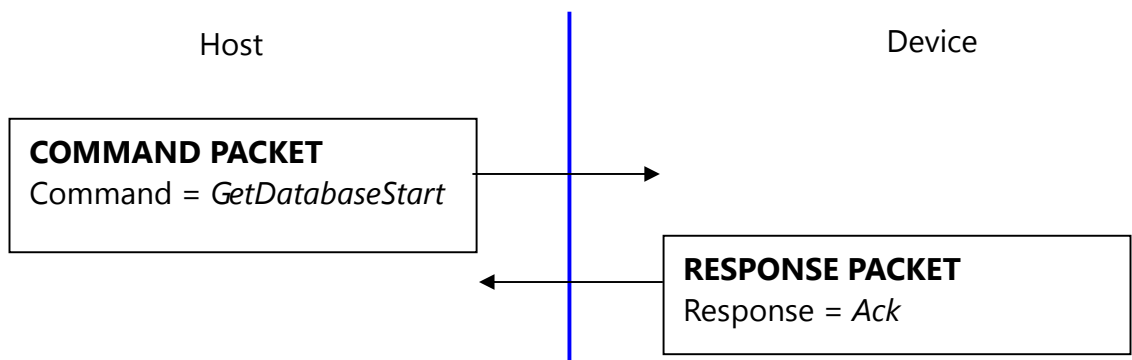 Host
Device
COMMAND PACKET
Command = GetDatabaseStart
RESPONSE PACKET
Response = Ack